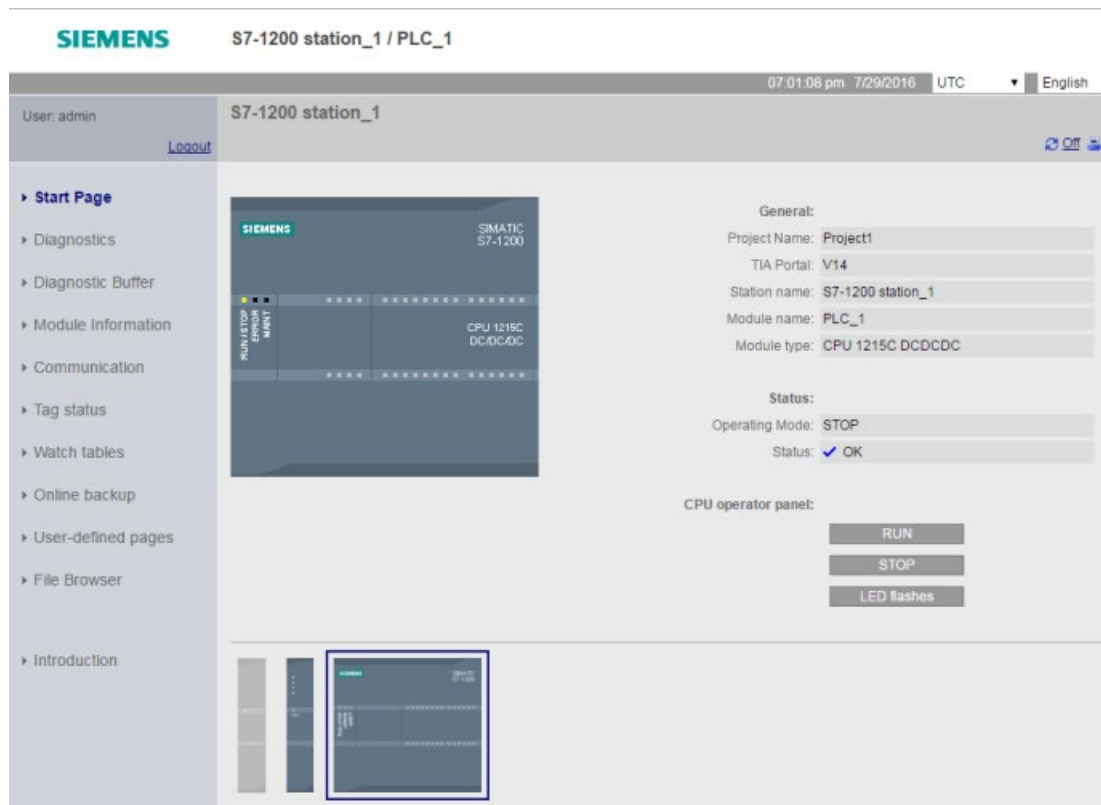 SIEMENS
S7-1200 station_1 / PLC_1
07:01:08 pm 7/29/2016 UTC English
User: admin
S7-1200 station_1
Logout
Off
Start Page
Diagnostics
Diagnostic Buffer
Module Information
Communication
Tag status
Watch tables
Online backup
User-defined pages
File Browser
Introduction
SIEMENS
SIMATIC
S7-1200
RUN / STOP
ERROR
MAINT
CPU 1215C
DC/DC/DC
General:
Project Name: Project1
TIA Portal: V14
Station name: S7-1200 station_1
Module name: PLC_1
Module type: CPU 1215C DCDCDC
Status:
Operating Mode: STOP
Status: OK
CPU operator panel:
RUN
STOP
LED flashes
SIEMENS
SIMATIC
S7-1200